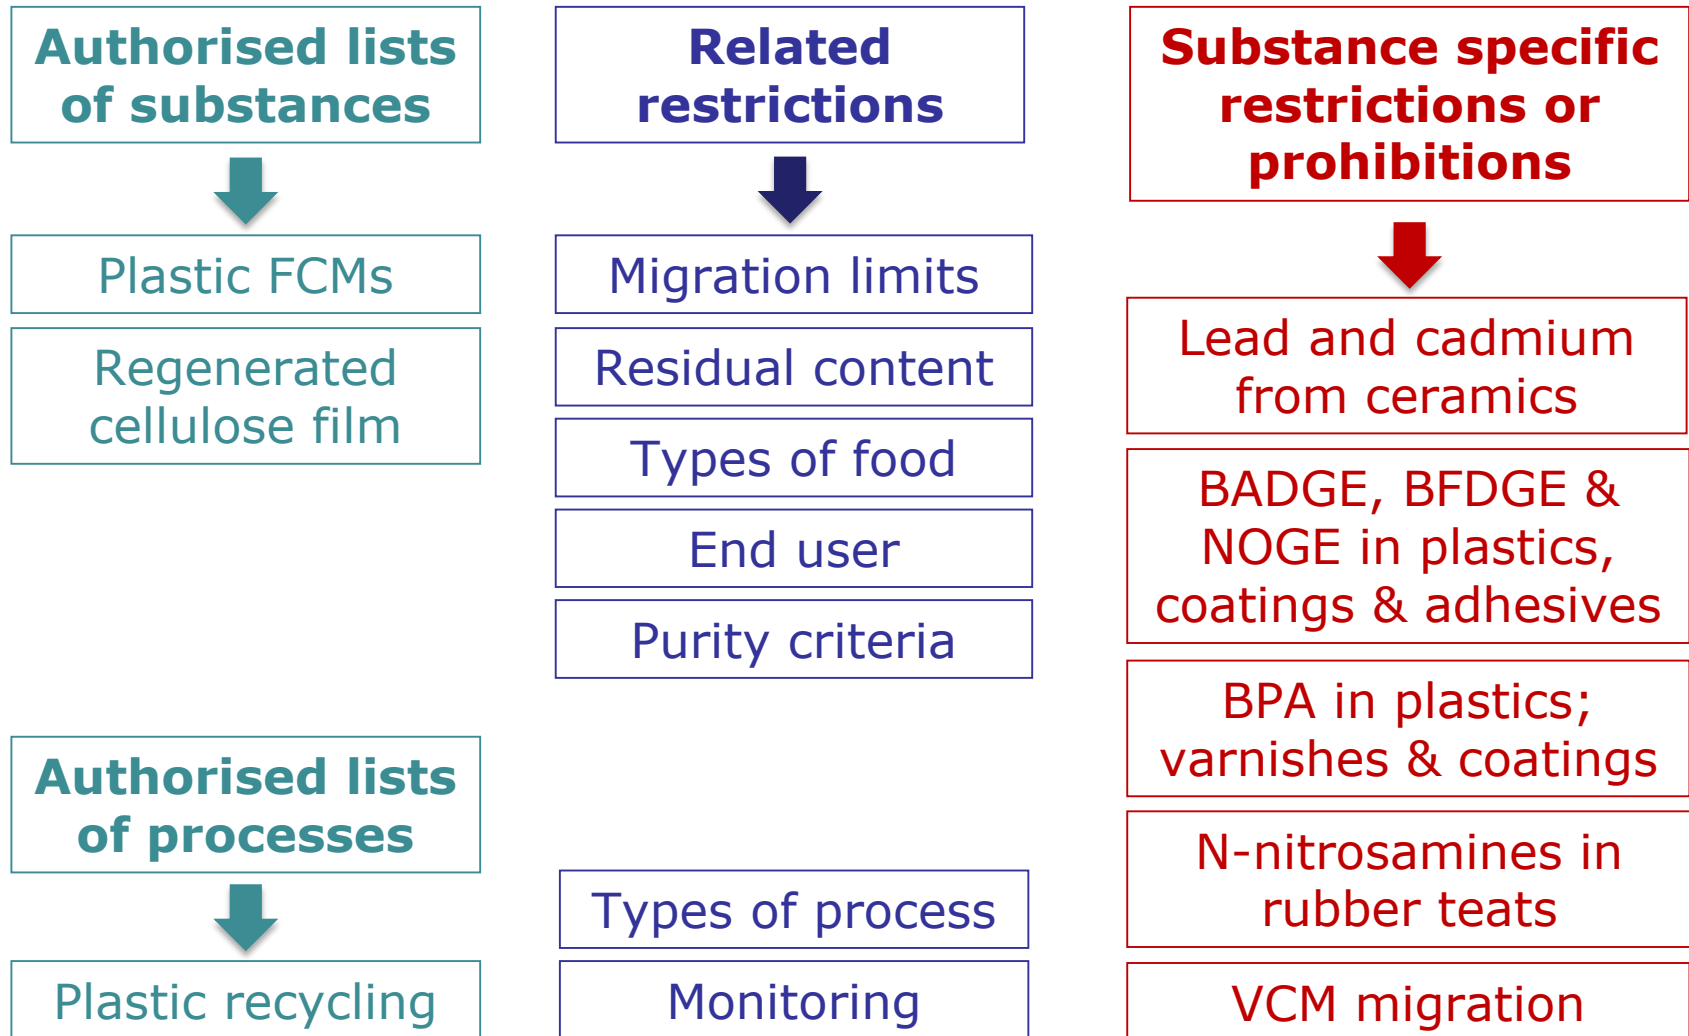 Authorised lists
of substances
Plastic FCMs
Regenerated
cellulose film
Authorised lists
of processes
Plastic recycling
Related
restrictions
Migration limits
Residual content
Types of food
End user
Purity criteria
Types of process
Monitoring
Substance specific
restrictions or
prohibitions
Lead and cadmium
from ceramics
BADGE, BFDGE &
NOGE in plastics,
coatings & adhesives
BPA in plastics;
varnishes & coatings
N-nitrosamines in
rubber teats
VCM migration